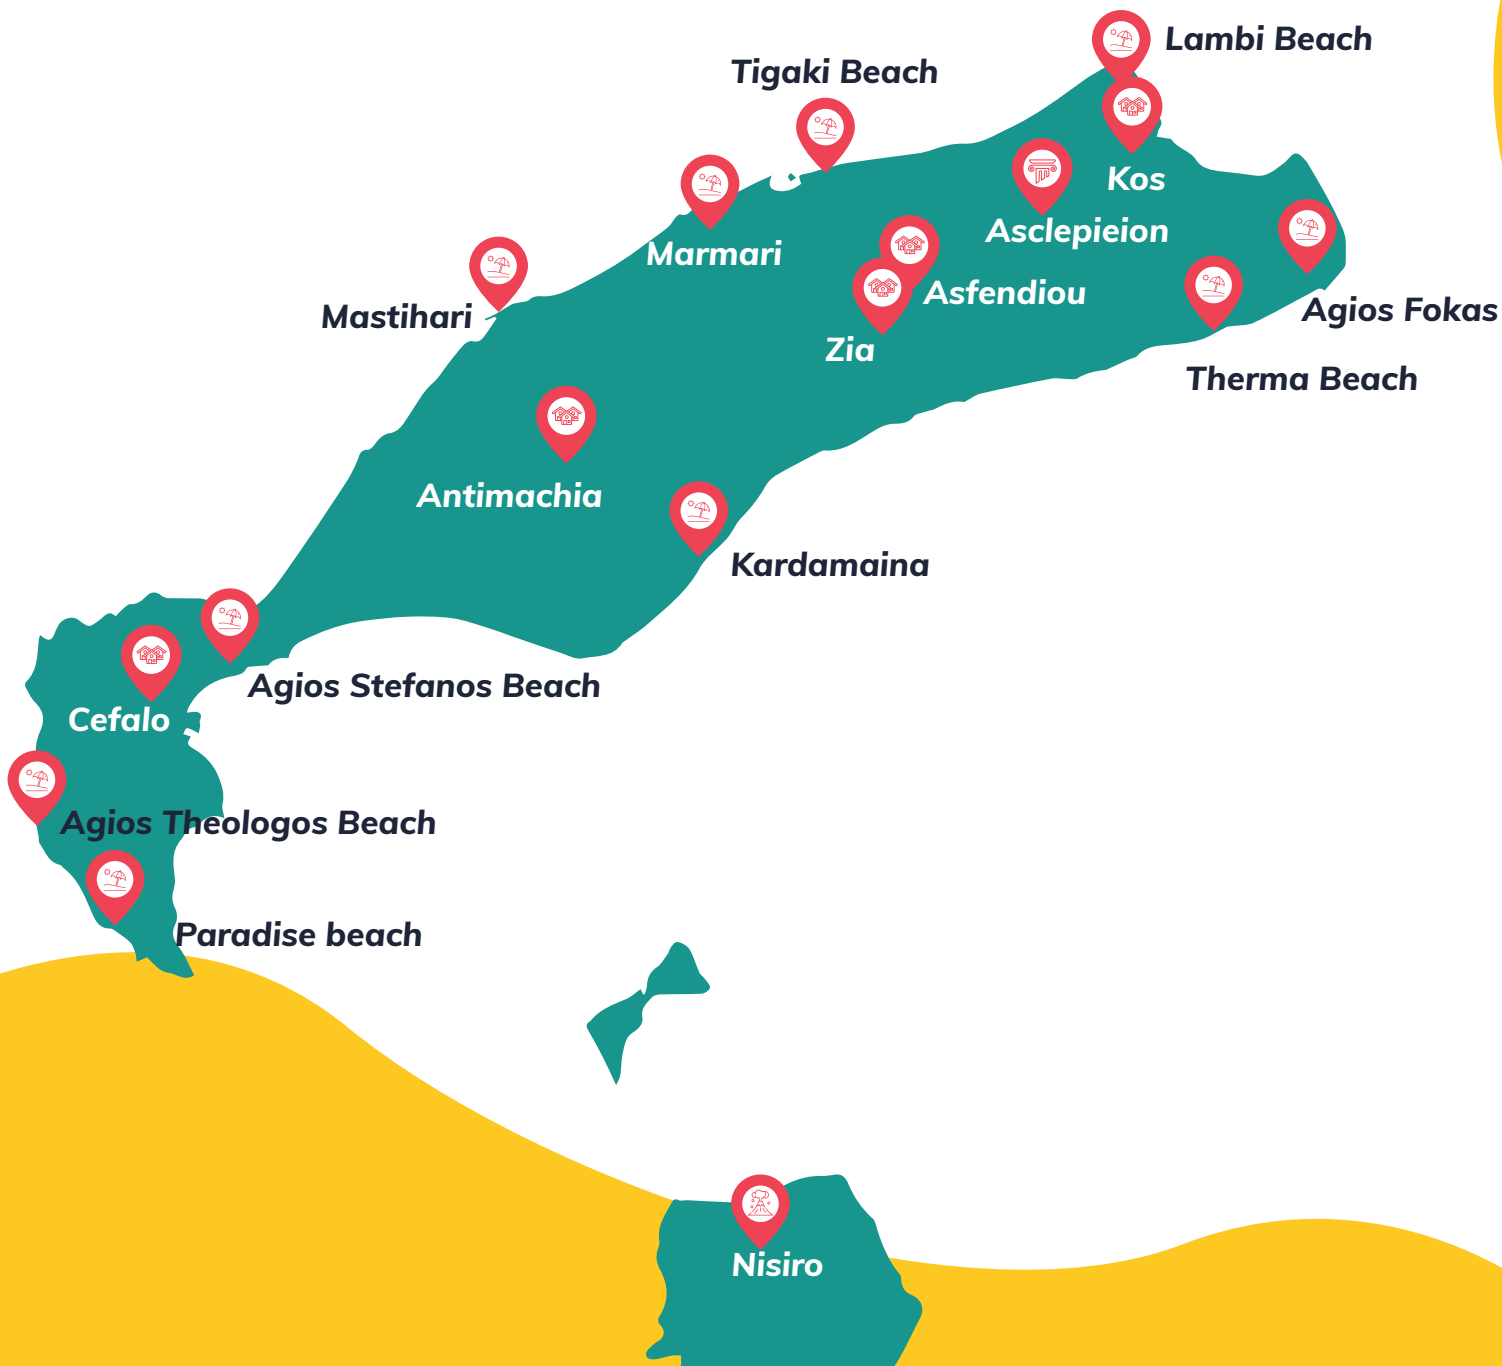 Lambi Beach
Tigaki Beach
Kos
Asclepieion
Marmari
Asfendiou
Agios Fokas
Mastihari
Zia
Therma Beach
Antimachia
Kardamaina
Agios Stefanos Beach
Cefalo
Agios Theologos Beach
Paradise beach
Nisiro